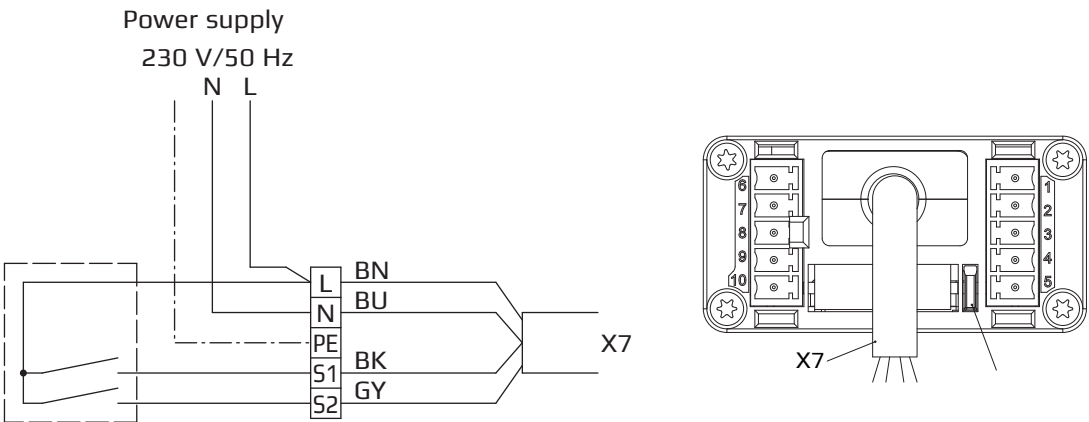 Power supply
230 V/50 Hz
N L
L BN
N BU
PE
S1 BK
S2 GY
X7
6 1
7 2
8 3
9 4
10 5
X7